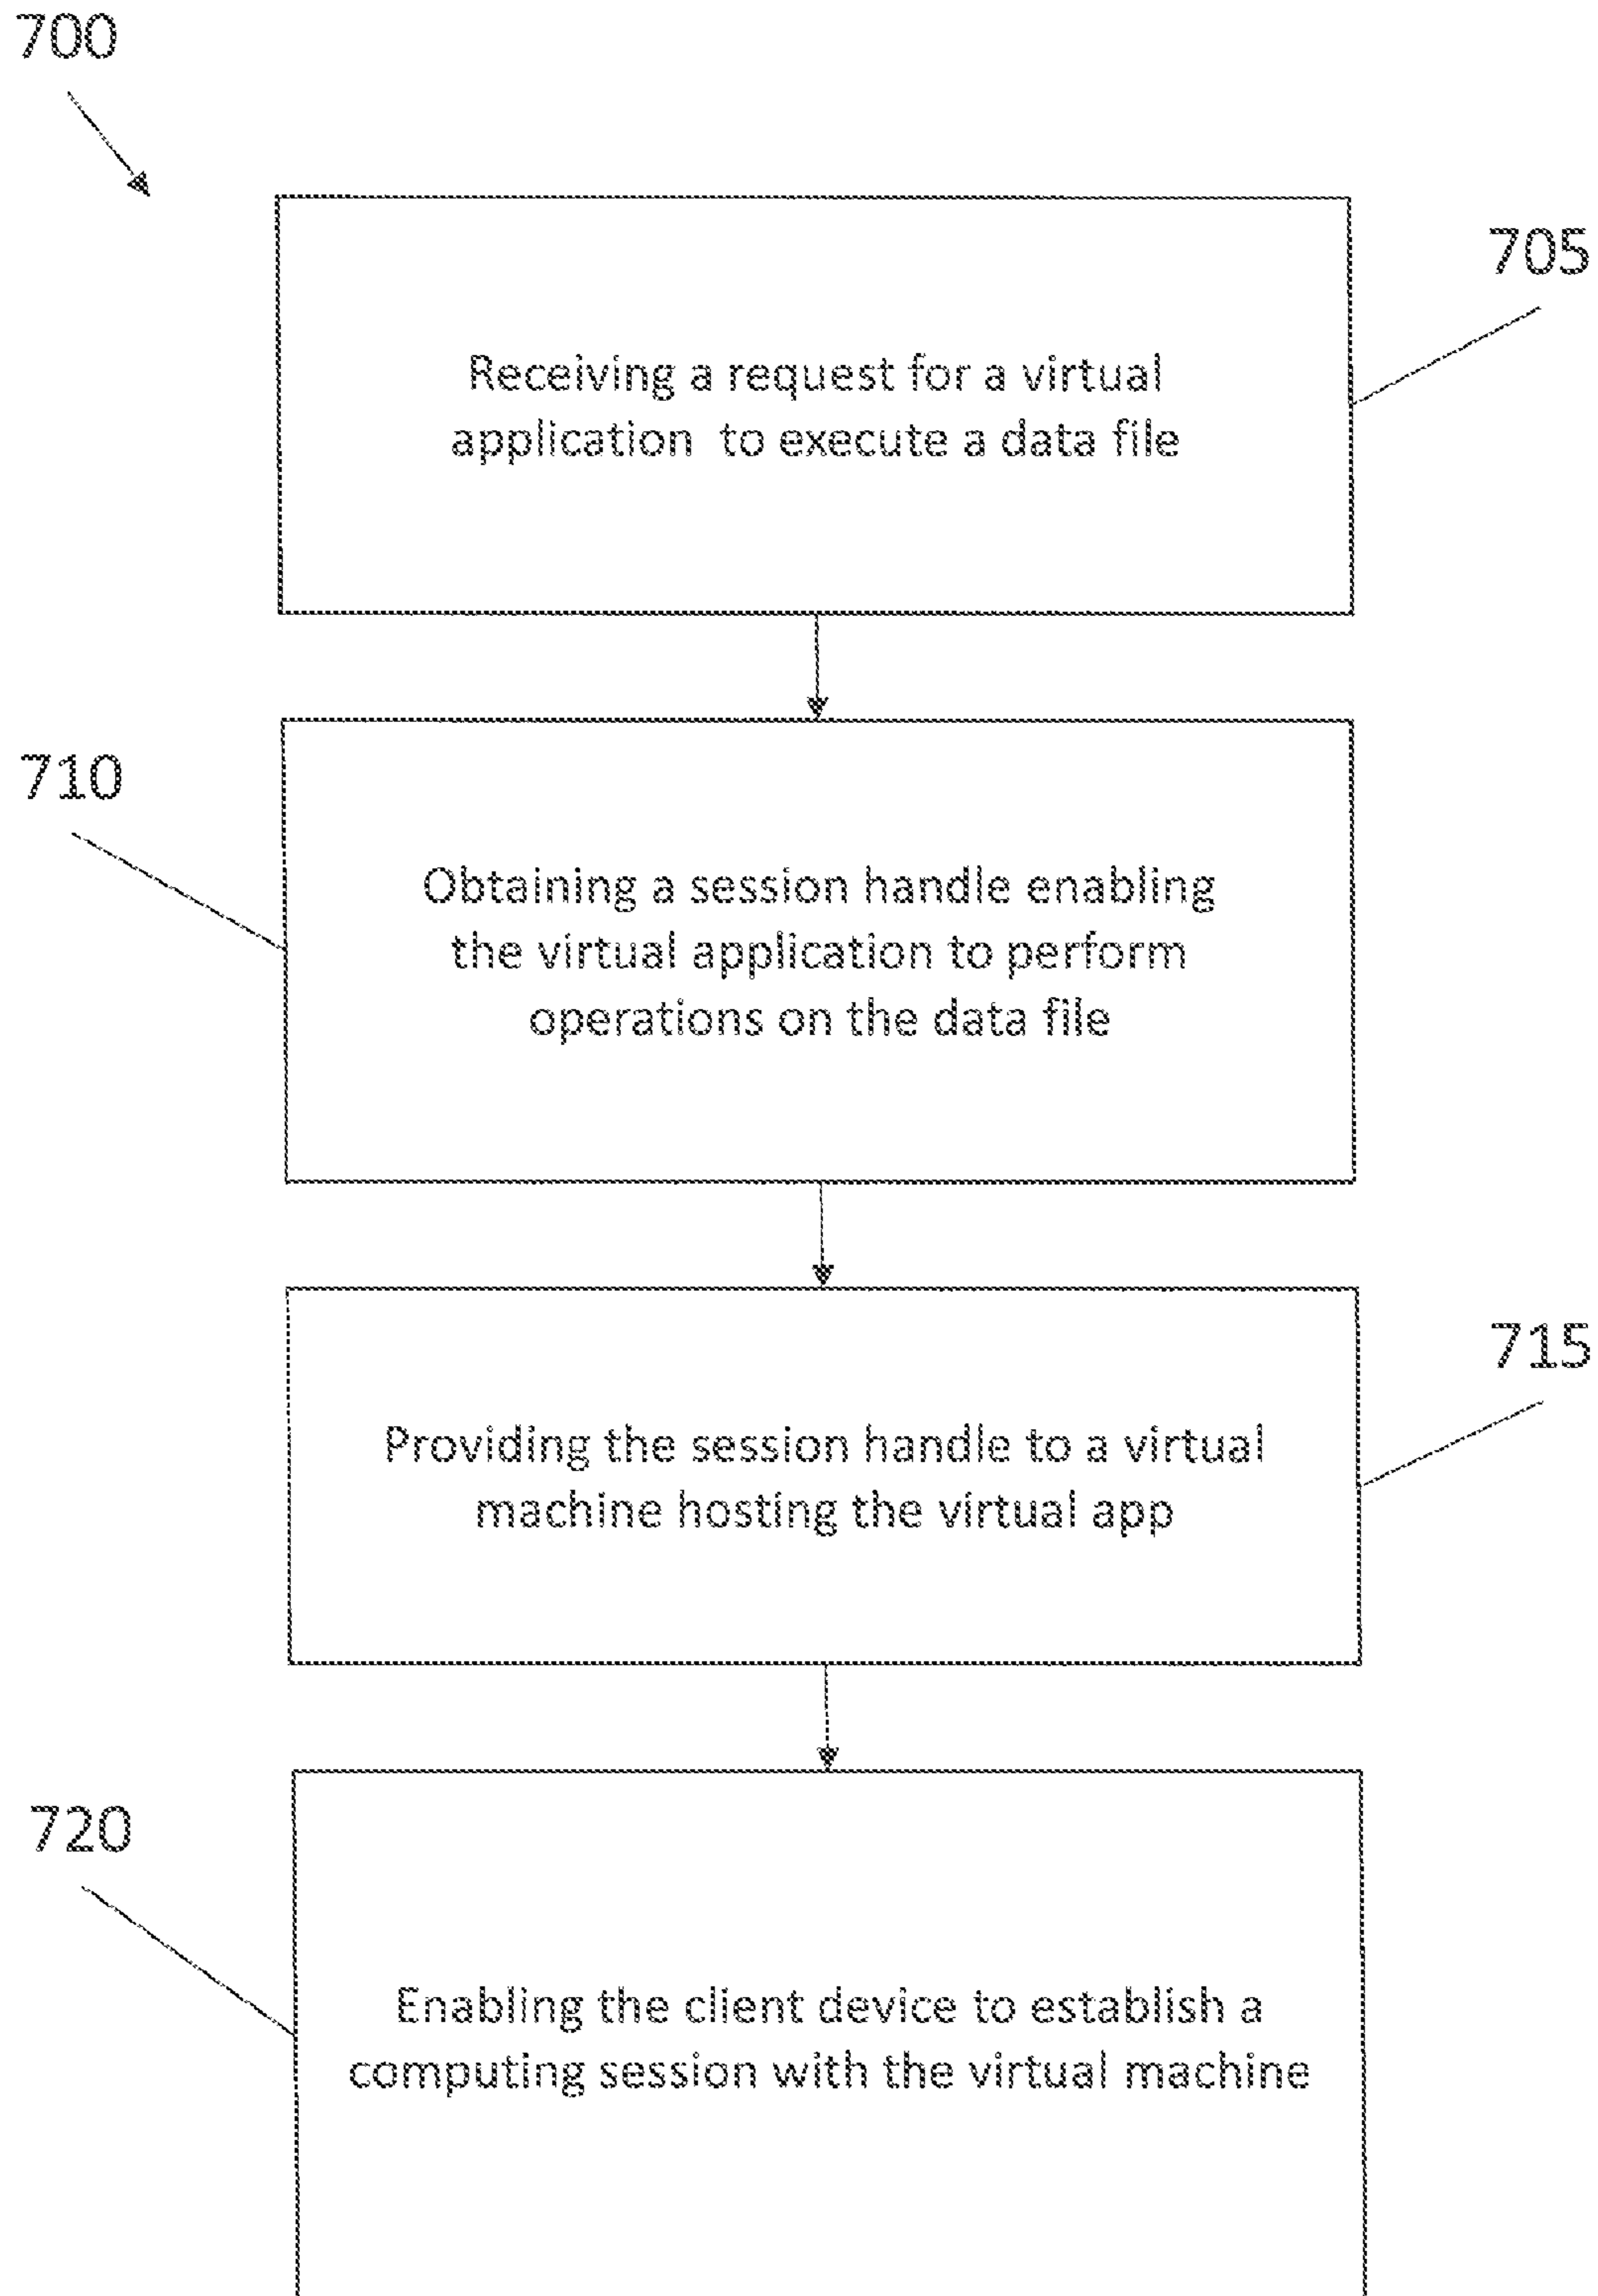 700
705
Receiving a request for a virtual
application to execute a data file
710
Obtaining a session handle enabling
the virtual application to perform
operations on the data file
715
Providing the session handle to a virtual
machine hosting the virtual app
720
Enabling the client device to establish a
computing session with the virtual machine